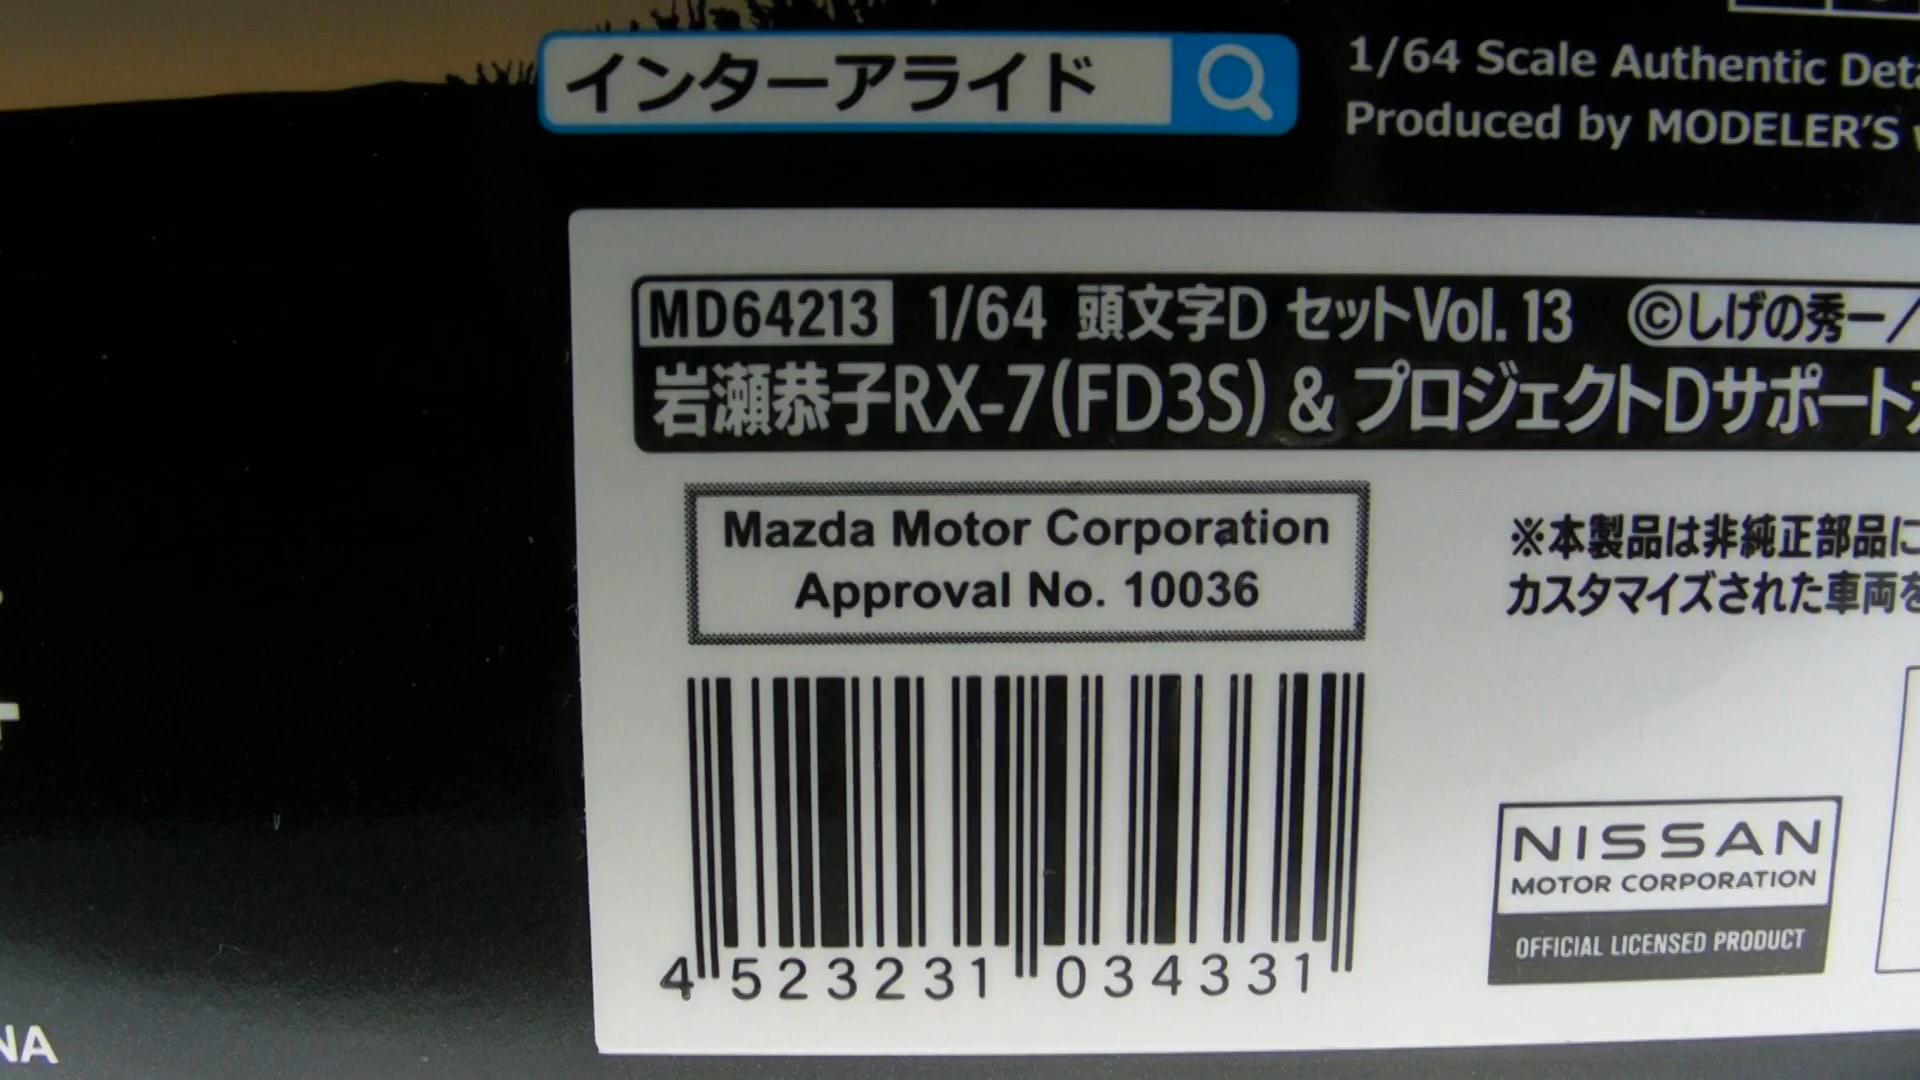 インターアライド
1/64 Scale Authentic Deta
Produced by MODELER'S
MD64213 1/64 頭文字D セットVol. 13 ©しげの秀一/
岩瀬恭子RX-7(FD3S) & プロジェクトDサポート
Mazda Motor Corporation
Approval No. 10036
※本製品は非純正部品に
カスタマイズされた車両を
4 523231 034331
NISSAN
MOTOR CORPORATION
OFFICIAL LICENSED PRODUCT
NA